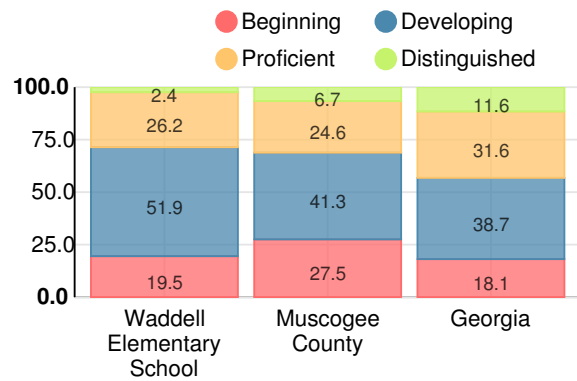 Beginning Developing
Proficient Distinguished
100.0
2.4 6.7 11.6
26.2 24.6 31.6
75.0
50.0
51.9 41.3 38.7
25.0
19.5 27.5 18.1
0.0
Waddell Muscogee Georgia
Elementary County
School